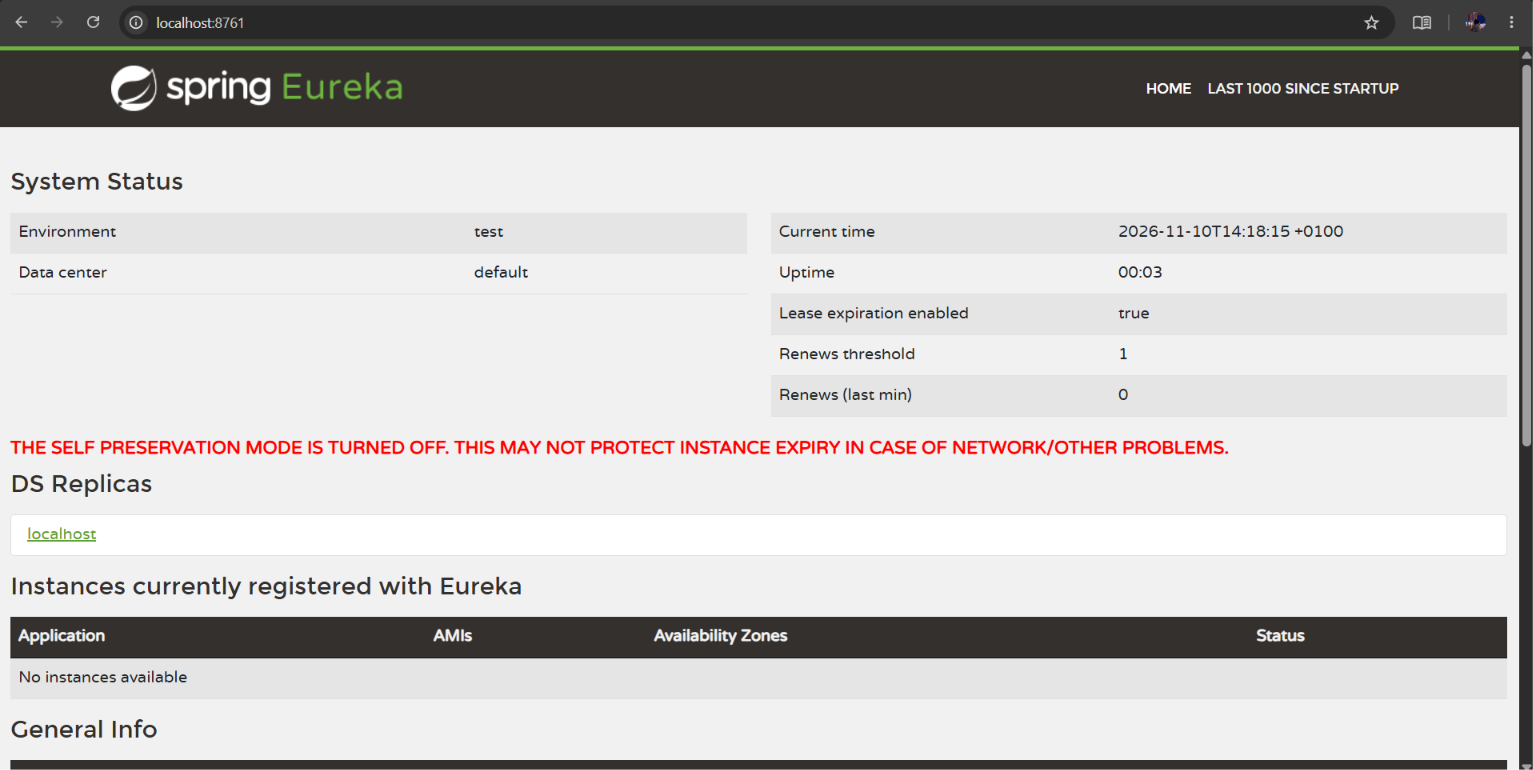 localhost:8761
spring Eureka
HOME LAST 1000 SINCE STARTUP
System Status
Environment test
Data center default
Current time 2026-11-10T14:18:15 +0100
Uptime 00:03
Lease expiration enabled true
Renews threshold 1
Renews (last min) 0
THE SELF PRESERVATION MODE IS TURNED OFF. THIS MAY NOT PROTECT INSTANCE EXPIRY IN CASE OF NETWORK/OTHER PROBLEMS.
DS Replicas
localhost
Instances currently registered with Eureka
Application AMIs Availability Zones Status
No instances available
General Info